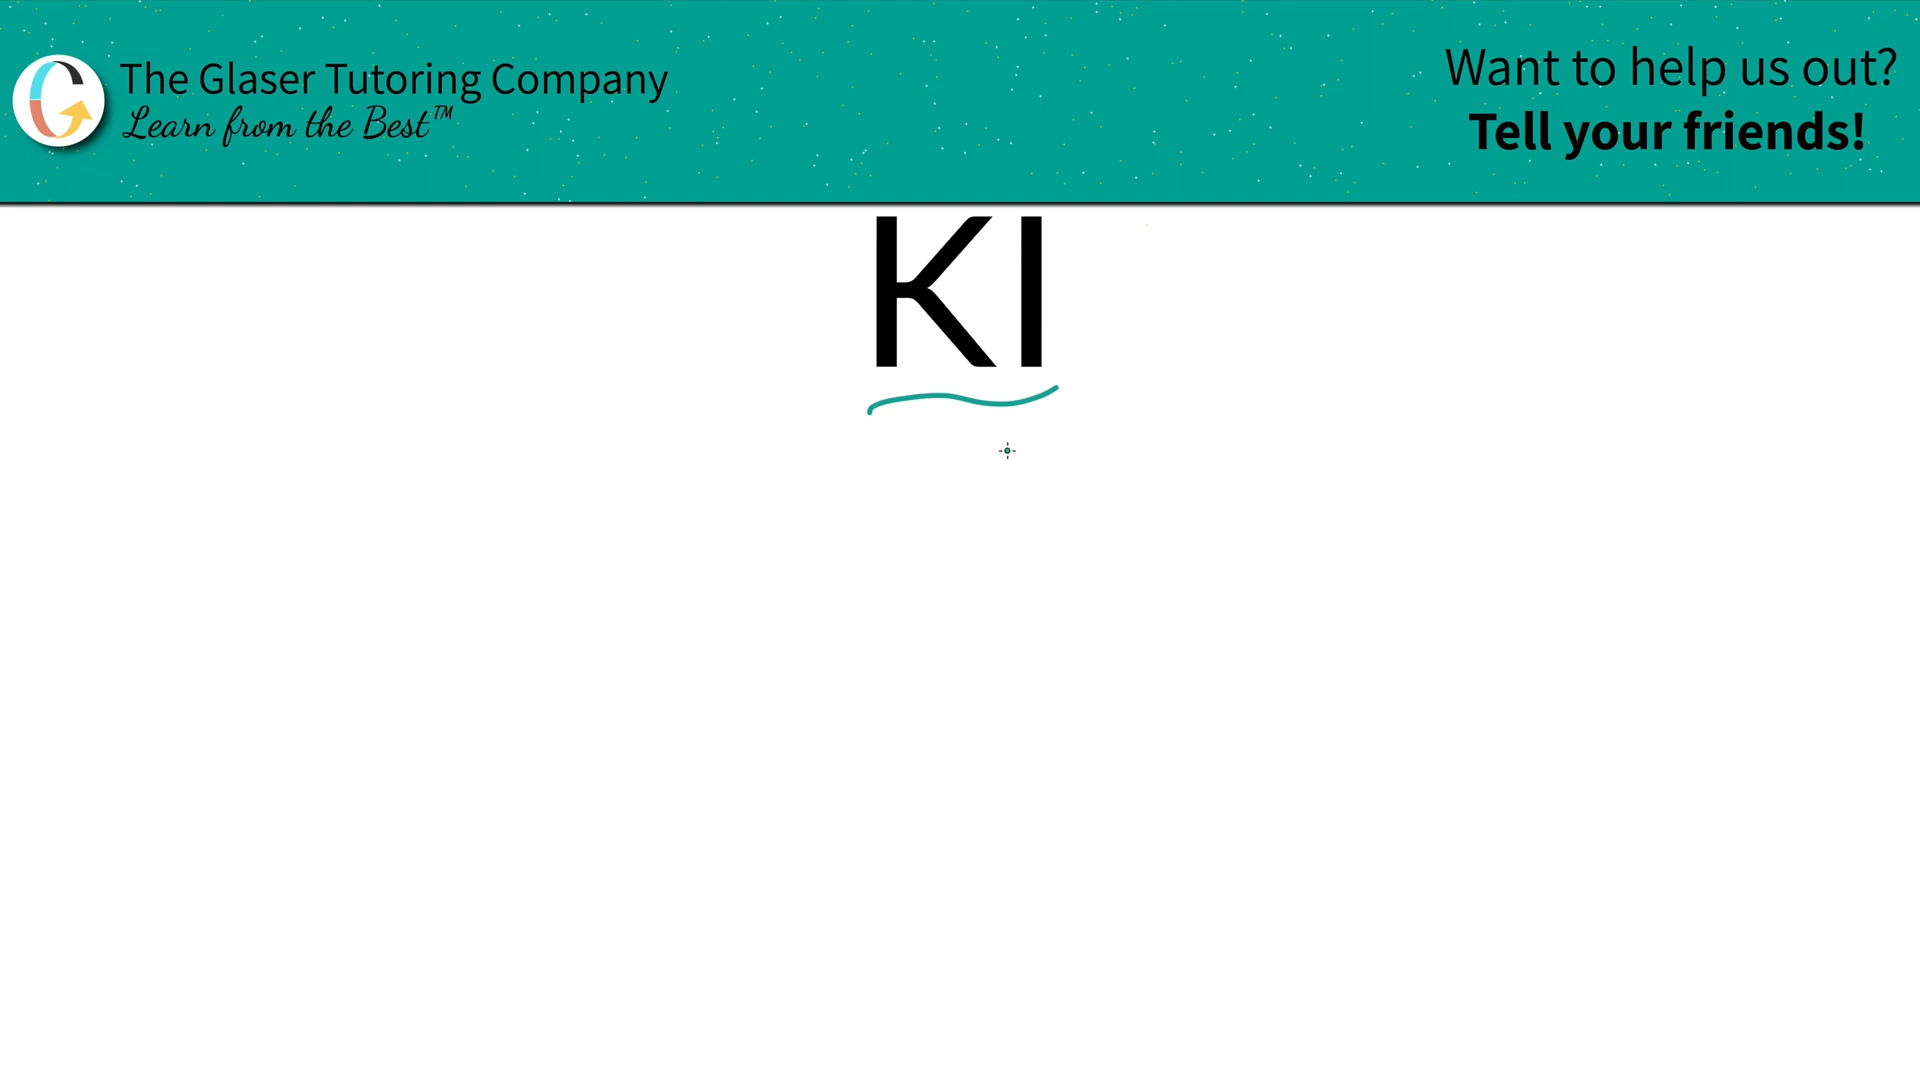 The Glaser Tutoring Company
Learn from the Best™
Want to help us out?
Tell your friends!
KI